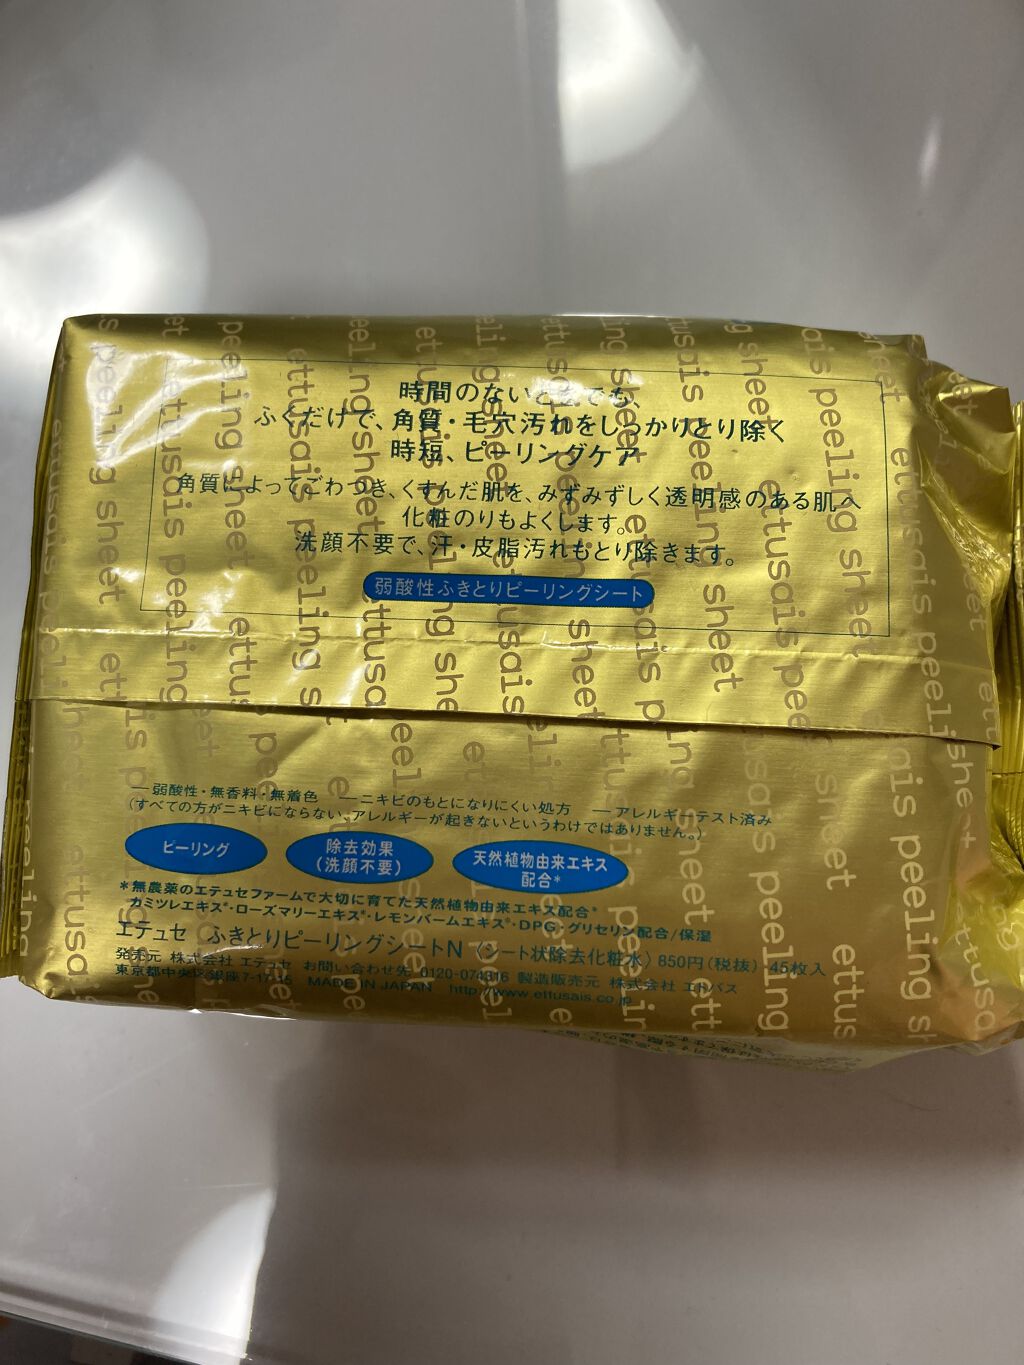 時間のないときでも、
ふくだけで、角質・毛穴汚れをしっかりとり除く
時短、ピーリングケア
角質によってごわつき、くすんだ肌を、みずみずしく透明感のある肌へ
化粧のりもよくします。
洗顔不要で、汗・皮脂汚れもとり除きます。
弱酸性ふきとりピーリングシート
—弱酸性・無香料・無着色 —ニキビのもとになりにくい処方 —アレルギーテスト済み
(すべての方がニキビにならない、アレルギーが起きないというわけではありません。)
ピーリング
除去効果
(洗顔不要)
天然植物由来エキス
配合*
*無農薬のエテュセファームで大切に育てた天然植物由来エキス配合*
カミツレエキス*・ローズマリーエキス*・レモンバームエキス*・DPG・グリセリン配合/保湿
エテュセ ふきとりピーリングシートN 〈シート状除去化粧水〉850円(税抜) 45枚入
発売元 株式会社 エテュセ お問い合わせ先 0120-074316 製造販売元 株式会社 エトバス
東京都中央区銀座 MADE IN JAPAN http://www.ettusais.co.jp
ettusais peeling sheet